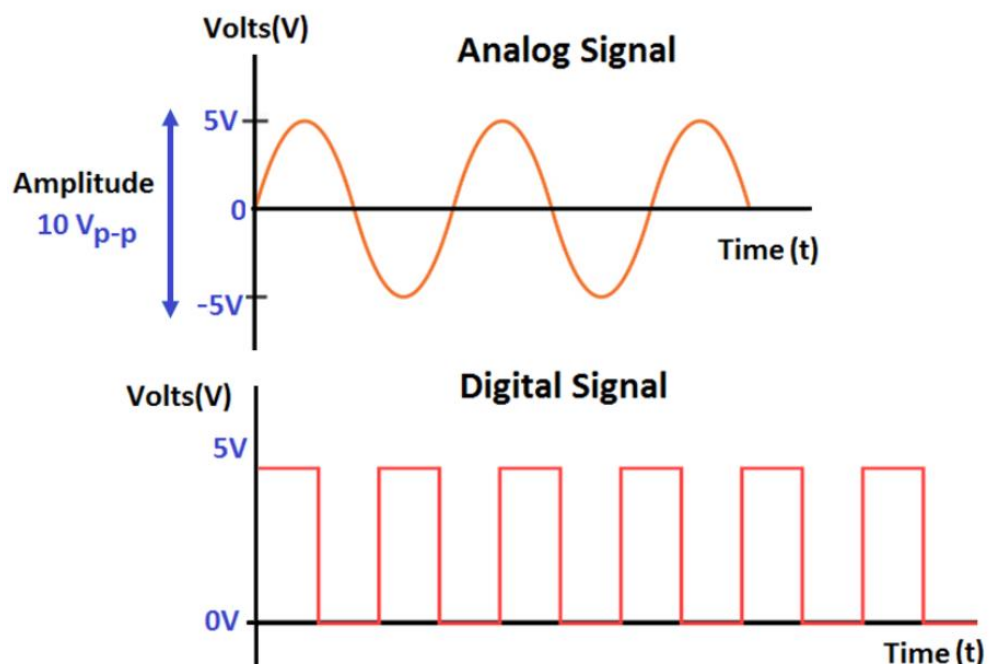 Volts(V)
Analog Signal
5V
Amplitude
10 Vp-p
0
Time (t)
-5V
Digital Signal
Volts(V)
5V
0V
Time (t)